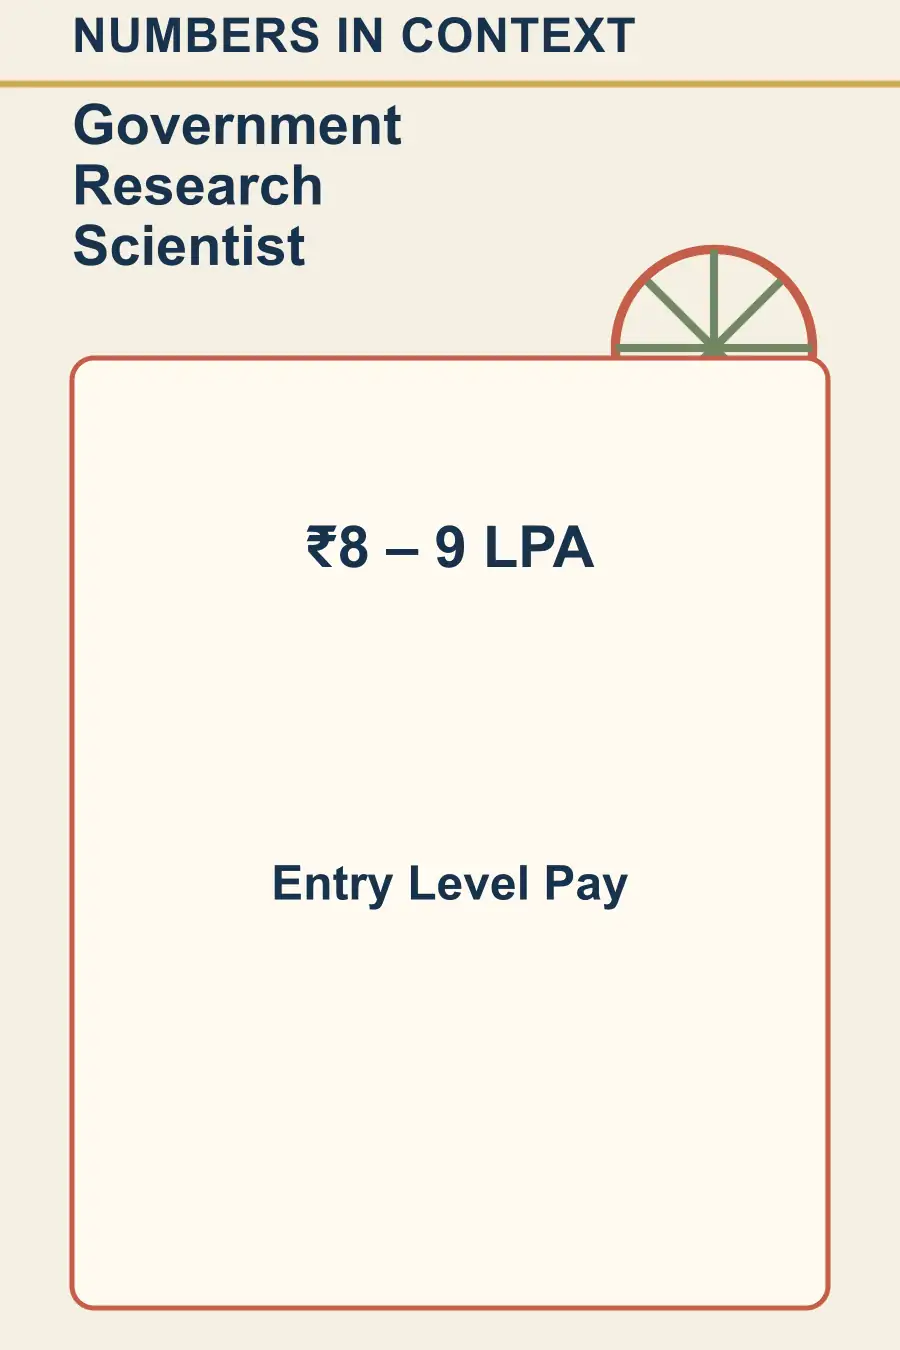 NUMBERS IN CONTEXT
Government
Research
Scientist
₹8 – 9 LPA
Entry Level Pay